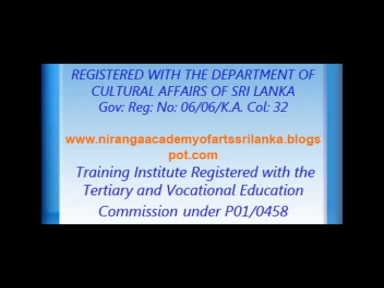 REGISTERED WITH THE DEPARTMENT OF
CULTURAL AFFAIRS OF SRI LANKA
Gov: Reg: No: 06/06/K.A. Col: 32
www.nirangaacademyofartssrilanka.blogs
pot.com
Training Institute Registered with the
Tertiary and Vocational Education
Commission under P01/0458